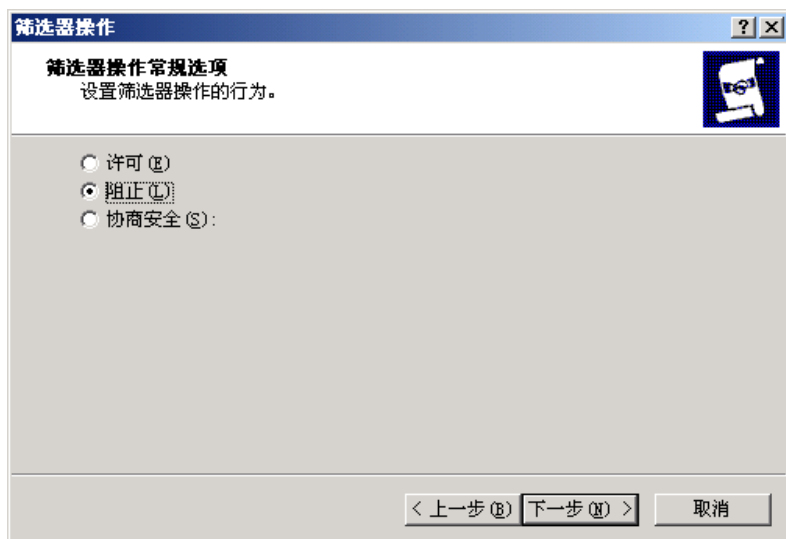 筛选器操作
筛选器操作常规选项
设置筛选器操作的行为。
许可(E)
阻止(L)
协商安全(S):
< 上一步(B) 下一步(N) > 取消